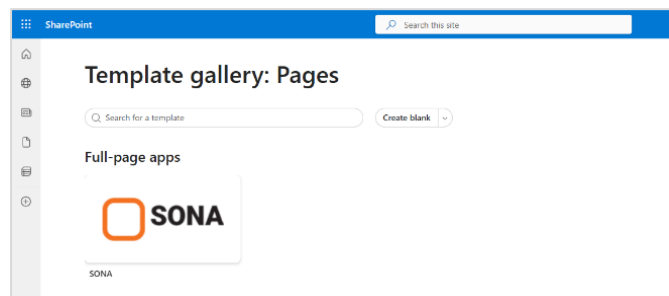 SharePoint
Search this site
Template gallery: Pages
Search for a template
Create blank
Full-page apps
SONA
SONA